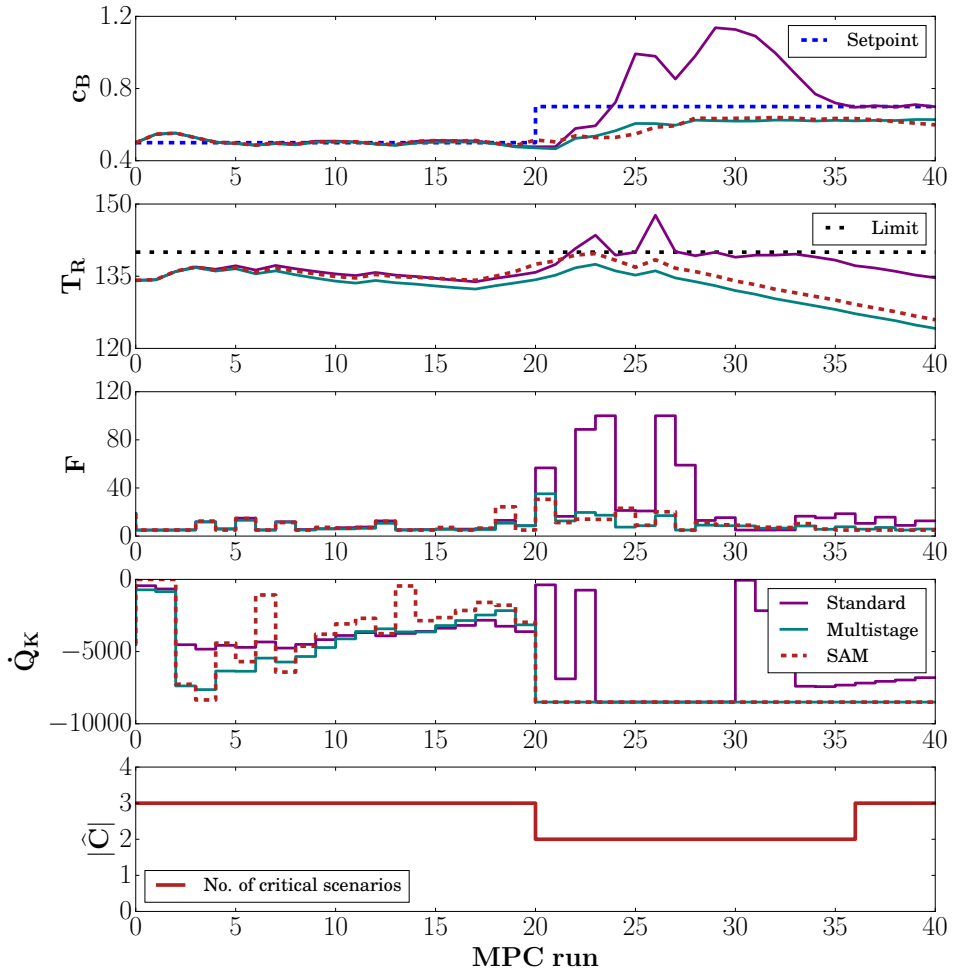 1.2
0.8
0.4
c_B
Setpoint
0 5 10 15 20 25 30 35 40
150
135
120
T_R
Limit
0 5 10 15 20 25 30 35 40
120
80
40
0
F
0 5 10 15 20 25 30 35 40
0
−5000
−10000
Q̇_K
Standard
Multistage
SAM
0 5 10 15 20 25 30 35 40
4
3
2
1
0
|Ĉ|
No. of critical scenarios
0 5 10 15 20 25 30 35 40
MPC run